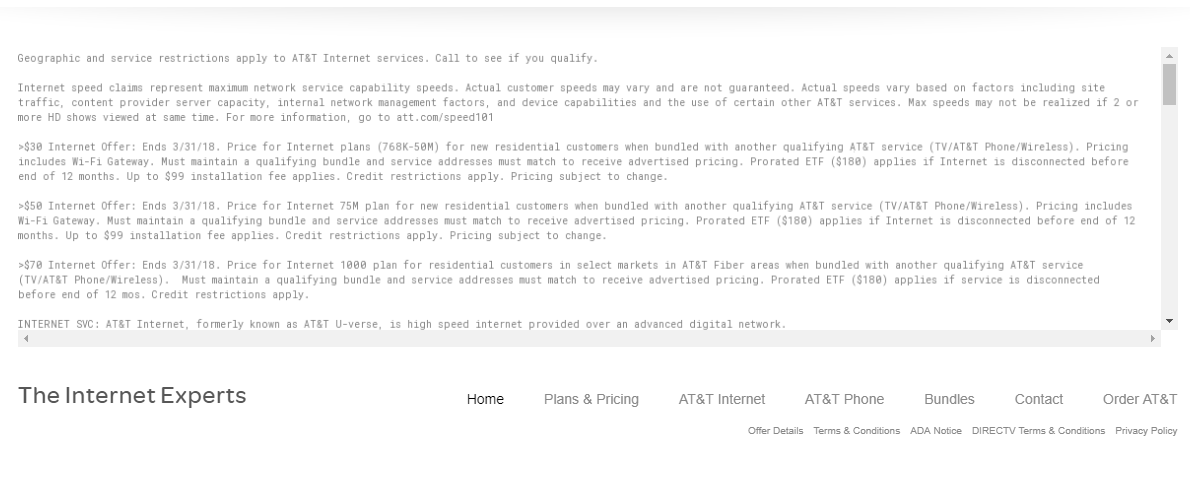 Geographic and service restrictions apply to AT&T Internet services. Call to see if you qualify.
Internet speed claims represent maximum network service capability speeds. Actual customer speeds may vary and are not guaranteed. Actual speeds vary based on factors including site
traffic, content provider server capacity, internal network management factors, and device capabilities and the use of certain other AT&T services. Max speeds may not be realized if 2 or
more HD shows viewed at same time. For more information, go to att.com/speed101
>$30 Internet Offer: Ends 3/31/18. Price for Internet plans (768K-50M) for new residential customers when bundled with another qualifying AT&T service (TV/AT&T Phone/Wireless). Pricing
includes Wi-Fi Gateway. Must maintain a qualifying bundle and service addresses must match to receive advertised pricing. Prorated ETF ($180) applies if Internet is disconnected before
end of 12 months. Up to $99 installation fee applies. Credit restrictions apply. Pricing subject to change.
>$50 Internet Offer: Ends 3/31/18. Price for Internet 75M plan for new residential customers when bundled with another qualifying AT&T service (TV/AT&T Phone/Wireless). Pricing includes
Wi-Fi Gateway. Must maintain a qualifying bundle and service addresses must match to receive advertised pricing. Prorated ETF ($180) applies if Internet is disconnected before end of 12
months. Up to $99 installation fee applies. Credit restrictions apply. Pricing subject to change.
>$70 Internet Offer: Ends 3/31/18. Price for Internet 1000 plan for residential customers in select markets in AT&T Fiber areas when bundled with another qualifying AT&T service
(TV/AT&T Phone/Wireless).  Must maintain a qualifying bundle and service addresses must match to receive advertised pricing. Prorated ETF ($180) applies if service is disconnected
before end of 12 mos. Credit restrictions apply.
INTERNET SVC: AT&T Internet, formerly known as AT&T U-verse, is high speed internet provided over an advanced digital network.
The Internet Experts
Home Plans & Pricing AT&T Internet AT&T Phone Bundles Contact Order AT&T
Offer Details Terms & Conditions ADA Notice DIRECTV Terms & Conditions Privacy Policy